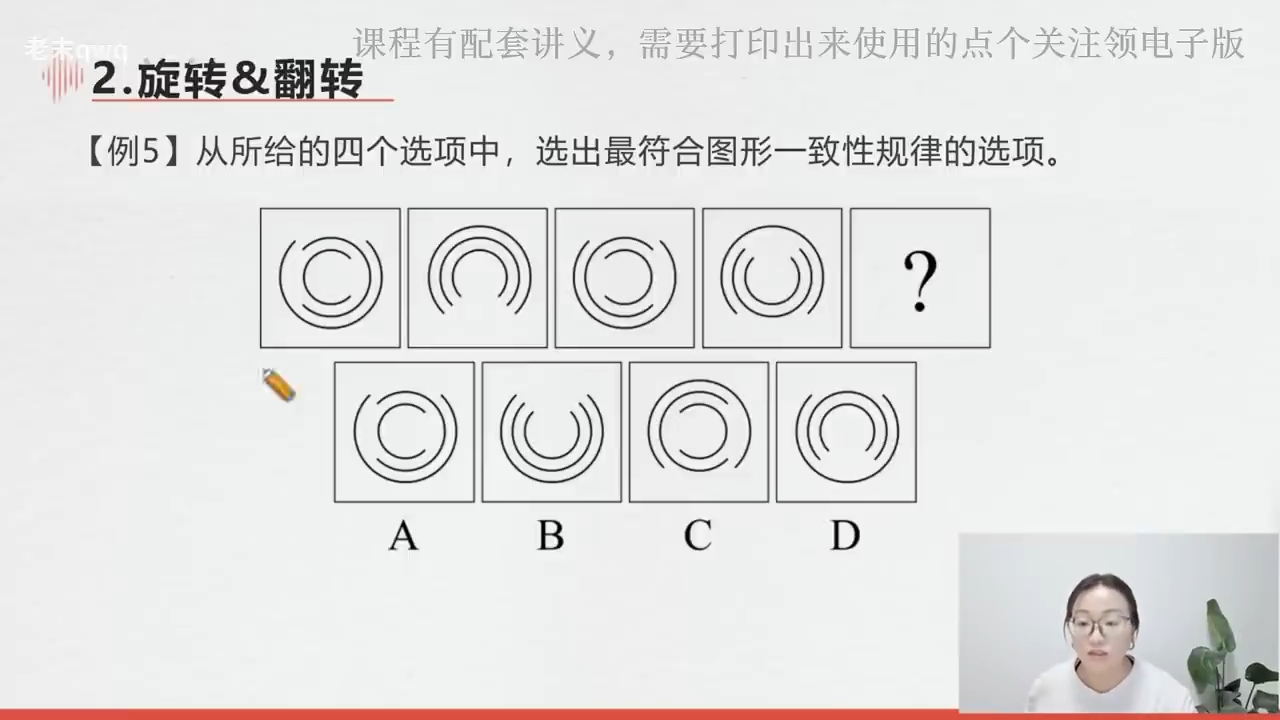 课程有配套讲义，需要打印出来使用的点个关注领电子版
老未qwq
2.旋转&翻转
【例5】从所给的四个选项中，选出最符合图形一致性规律的选项。
?
A B C D